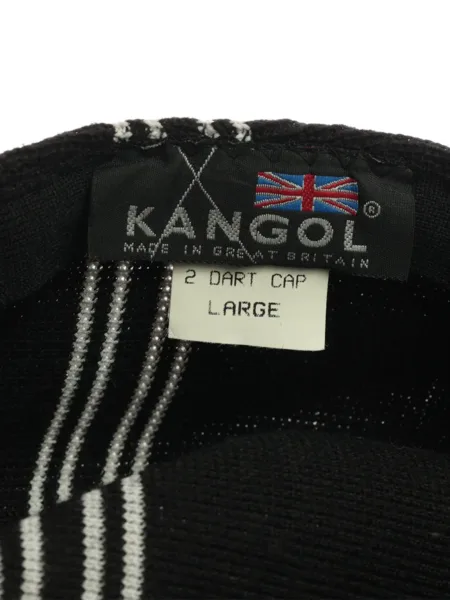 KANGOL®
MADE IN GREAT BRITAIN
2 DART CAP
LARGE